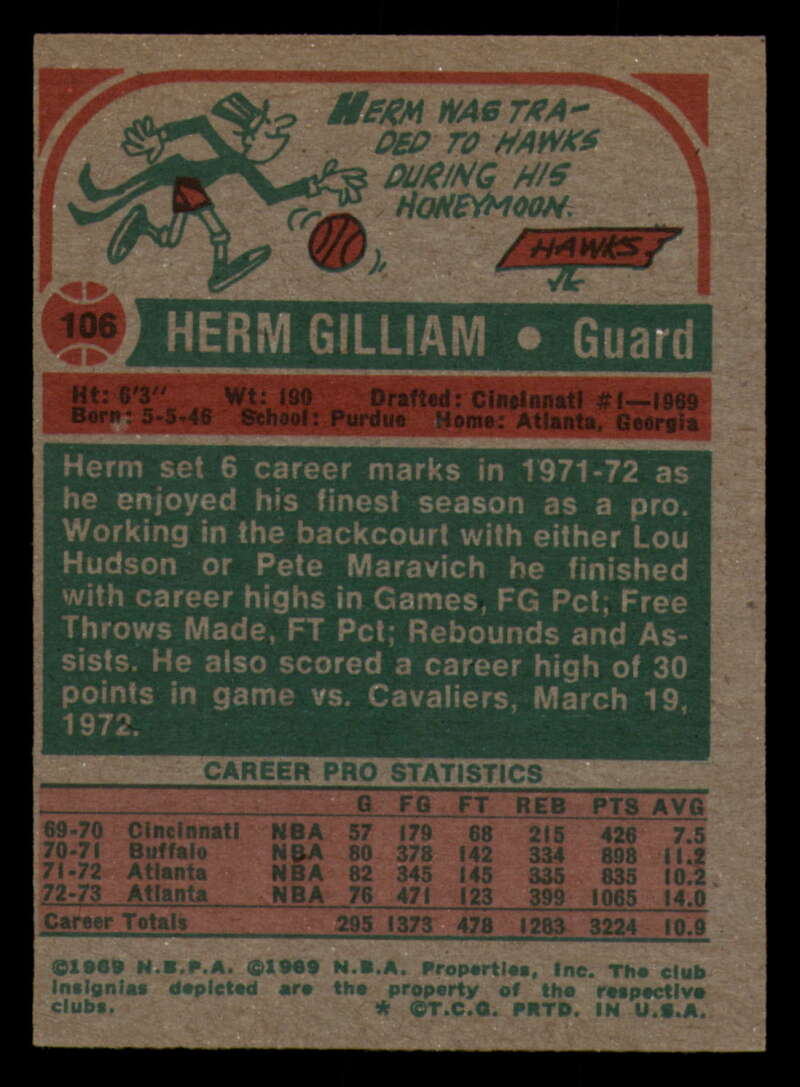 HERM WAS TRA-
DED TO HAWKS
DURING HIS
HONEYMOON.
HAWKS
106
HERM GILLIAM • Guard
Ht: 6'3" Wt: 190 Drafted: Cincinnati #1—1969
Born: 5-5-46 School: Purdue Home: Atlanta, Georgia
Herm set 6 career marks in 1971-72 as
he enjoyed his finest season as a pro.
Working in the backcourt with either Lou
Hudson or Pete Maravich he finished
with career highs in Games, FG Pct; Free
Throws Made, FT Pct; Rebounds and As-
sists. He also scored a career high of 30
points in game vs. Cavaliers, March 19,
1972.
CAREER PRO STATISTICS
G FG FT REB PTS AVG
69-70 Cincinnati NBA 57 179 68 215 426 7.5
70-71 Buffalo NBA 80 378 142 334 898 11.2
71-72 Atlanta NBA 82 345 145 335 835 10.2
72-73 Atlanta NBA 76 471 123 399 1065 14.0
Career Totals 295 1373 478 1283 3224 10.9
©1969 N.B.P.A. ©1969 N.B.A. Properties, Inc. The club
insignias depicted are the property of the respective
clubs. * ©T.C.G. PRTD. IN U.S.A.